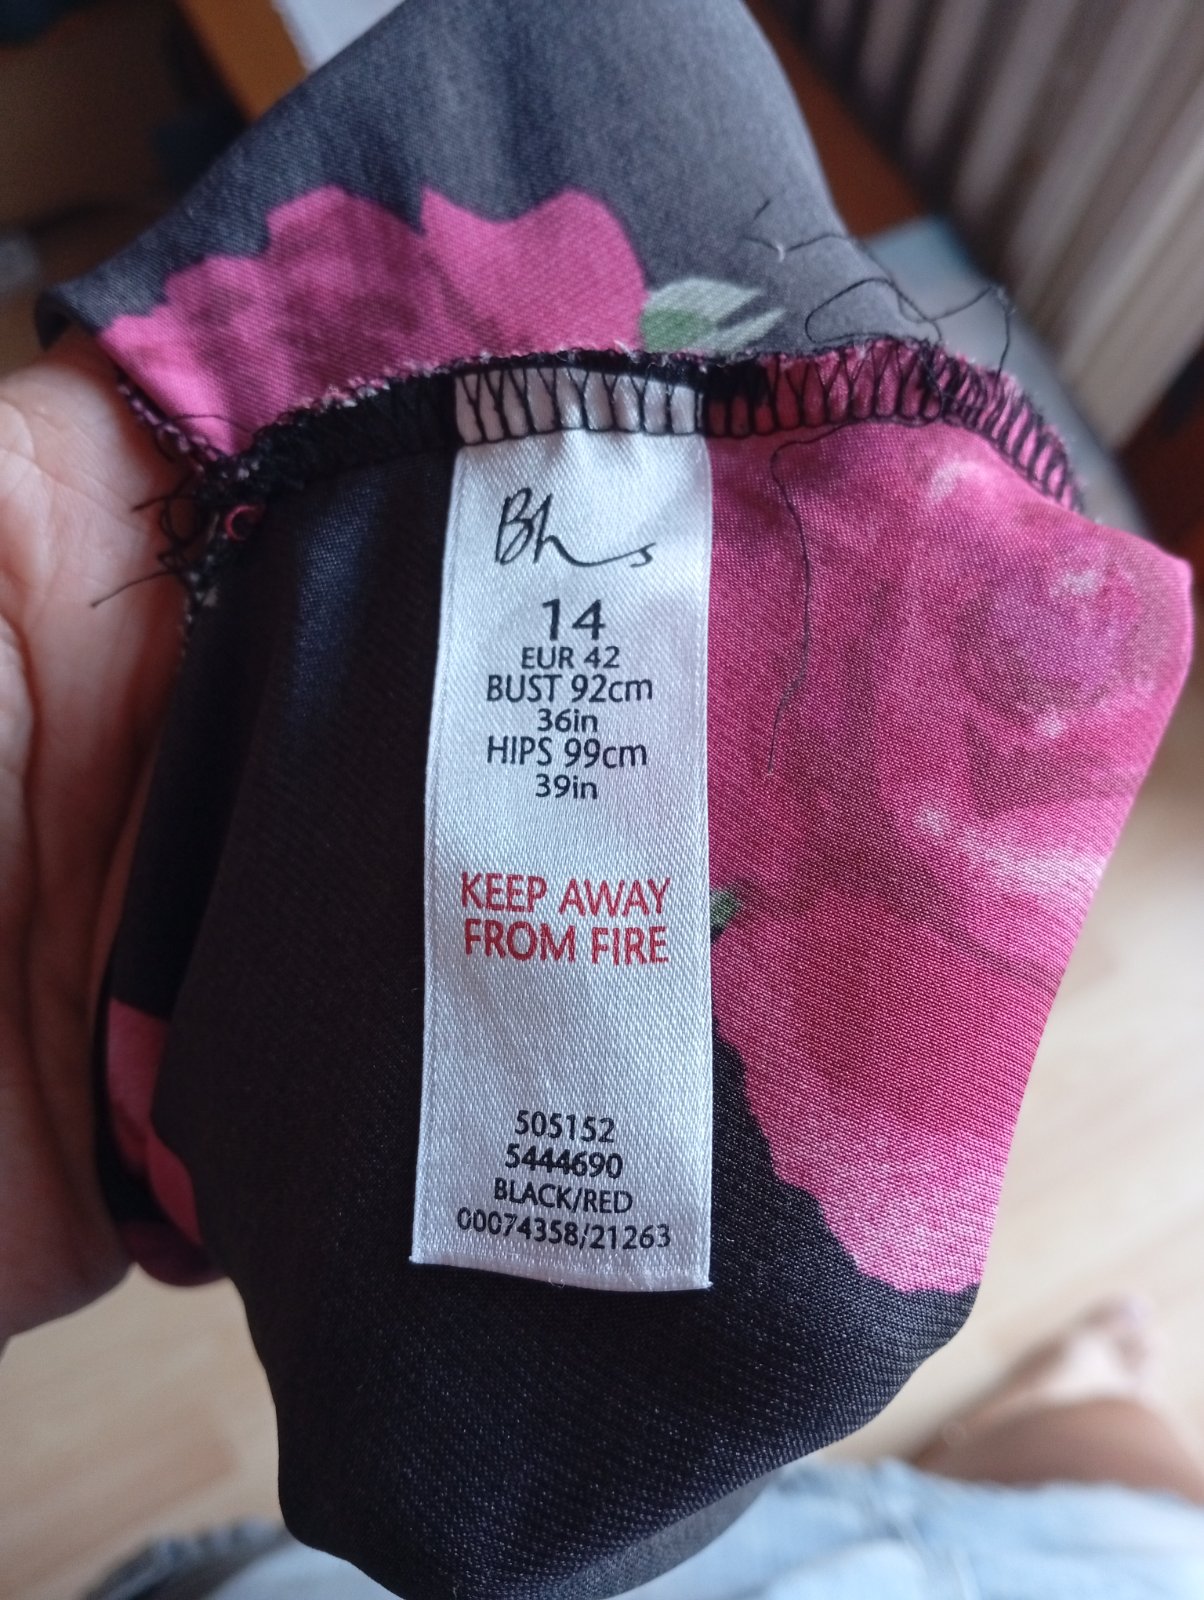 Bhs
14
EUR 42
BUST 92cm
36in
HIPS 99cm
39in
KEEP AWAY
FROM FIRE
505152
5444690
BLACK/RED
00074358/21263